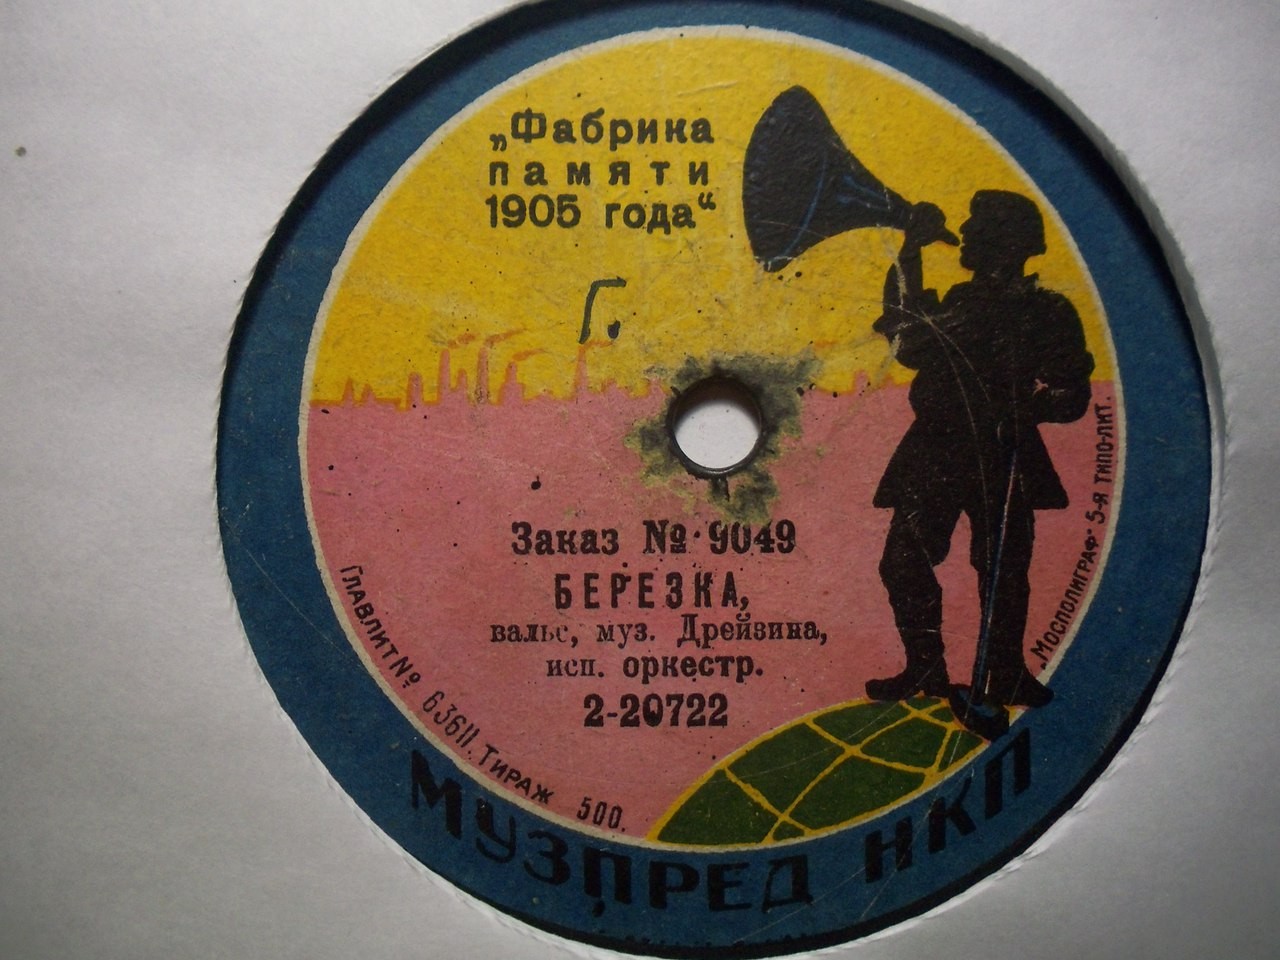 „Фабрика
памяти
1905 года“
Г.
Заказ № 9049
БЕРЕЗКА,
вальс, муз. Дрейзина,
исп. оркестр.
2-20722
ГЛАВЛИТ № 63611. ТИРАЖ 500.
„МОСПОЛИГРАФ“ 5-Я ТИПО-ЛИТ.
МУЗПРЕД НКП